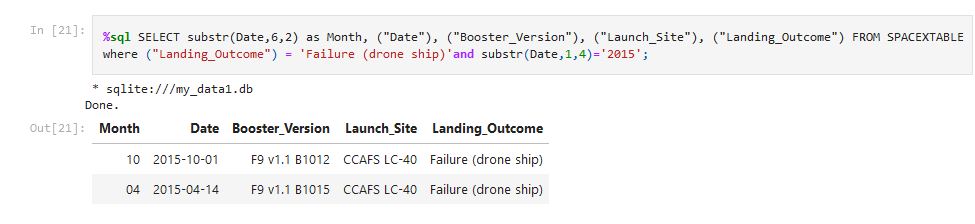 In [21]: %sql SELECT substr(Date,6,2) as Month, ("Date"), ("Booster_Version"), ("Launch_Site"), ("Landing_Outcome") FROM SPACEXTABLE
where ("Landing_Outcome") = 'Failure (drone ship)'and substr(Date,1,4)='2015';
* sqlite:///my_data1.db
Done.
Out[21]: Month Date Booster_Version Launch_Site Landing_Outcome
10 2015-10-01 F9 v1.1 B1012 CCAFS LC-40 Failure (drone ship)
04 2015-04-14 F9 v1.1 B1015 CCAFS LC-40 Failure (drone ship)